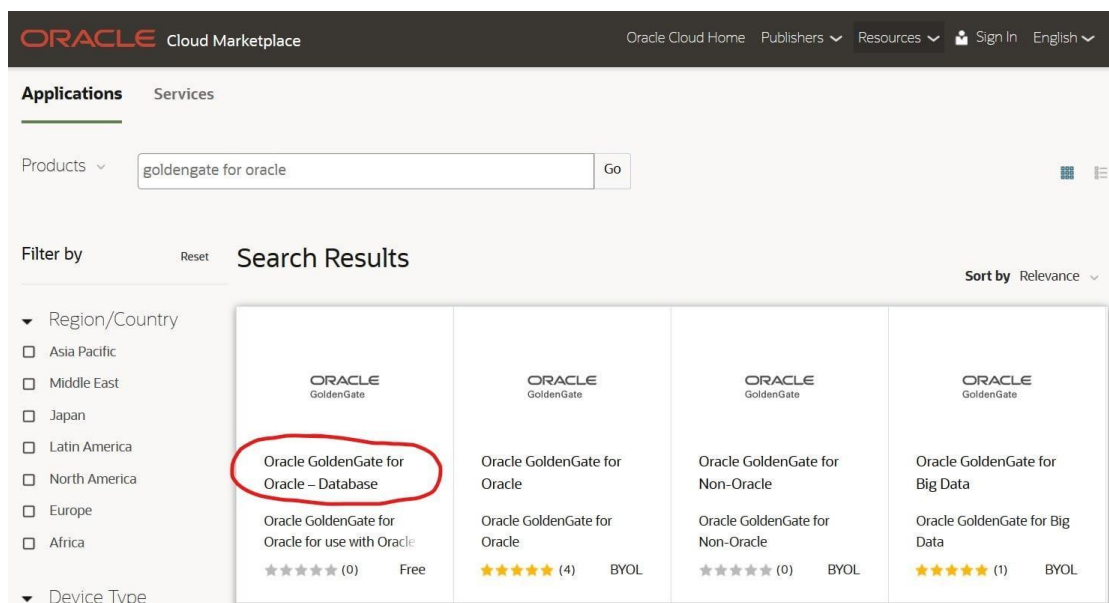 ORACLE Cloud Marketplace
Oracle Cloud Home Publishers Resources Sign In English
Applications Services
Products goldengate for oracle Go
Filter by Reset
Search Results
Sort by Relevance
Region/Country
Asia Pacific
Middle East
Japan
Latin America
North America
Europe
Africa
Device Type
ORACLE
GoldenGate
Oracle GoldenGate for
Oracle – Database
Oracle GoldenGate for
Oracle for use with Oracle
(0) Free
ORACLE
GoldenGate
Oracle GoldenGate for
Oracle
Oracle GoldenGate for
Oracle
(4) BYOL
ORACLE
GoldenGate
Oracle GoldenGate for
Non-Oracle
Oracle GoldenGate for
Non-Oracle
(0) BYOL
ORACLE
GoldenGate
Oracle GoldenGate for
Big Data
Oracle GoldenGate for Big
Data
(1) BYOL